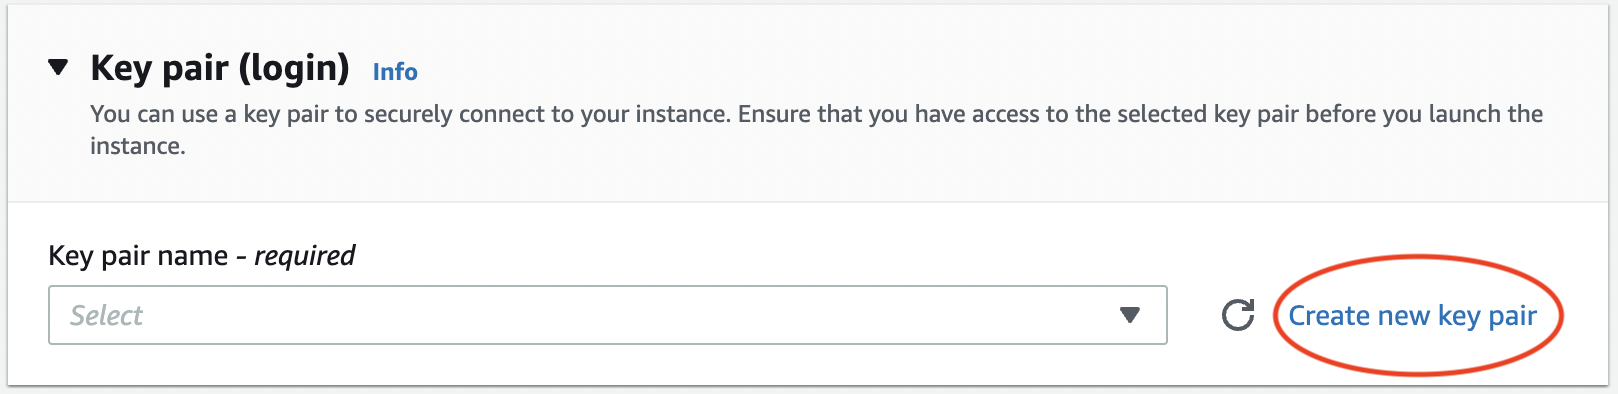 Key pair (login) Info
You can use a key pair to securely connect to your instance. Ensure that you have access to the selected key pair before you launch the
instance.
Key pair name - required
Select
Create new key pair